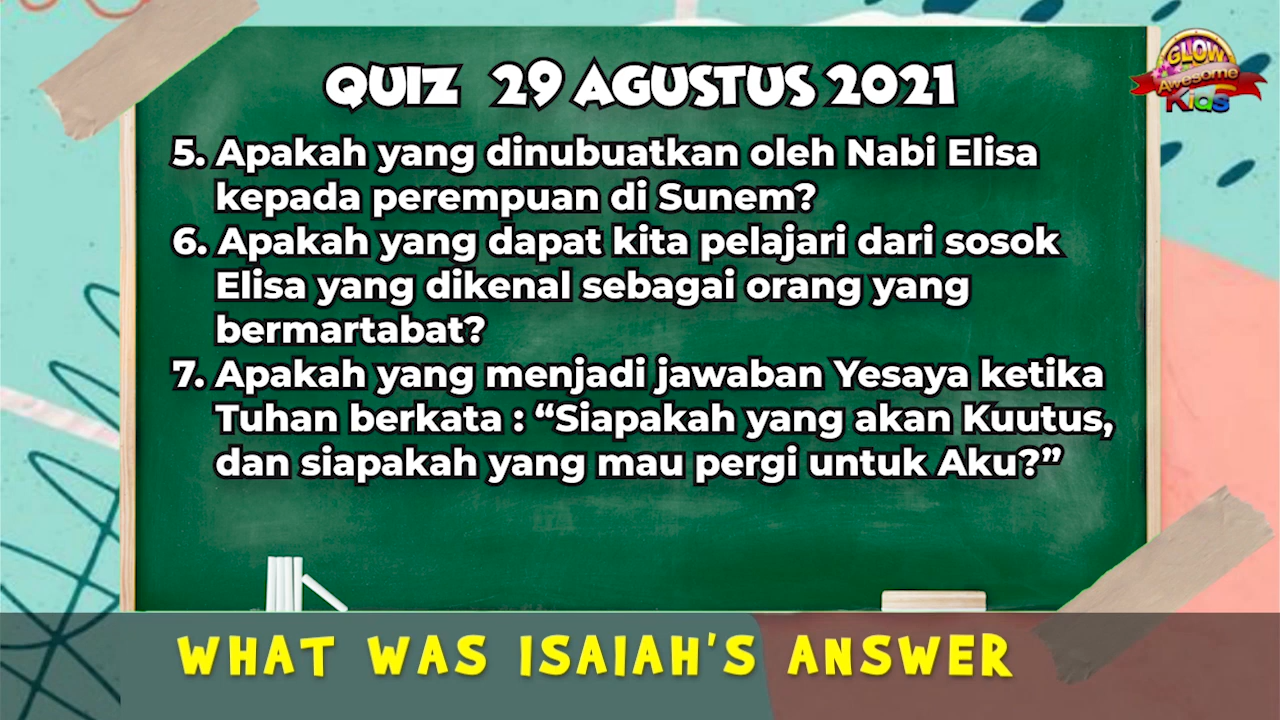 GLOW
Awesome
Kids
QUIZ 29 AGUSTUS 2021
5. Apakah yang dinubuatkan oleh Nabi Elisa
kepada perempuan di Sunem?
6. Apakah yang dapat kita pelajari dari sosok
Elisa yang dikenal sebagai orang yang
bermartabat?
7. Apakah yang menjadi jawaban Yesaya ketika
Tuhan berkata : “Siapakah yang akan Kuutus,
dan siapakah yang mau pergi untuk Aku?”
WHAT WAS ISAIAH'S ANSWER